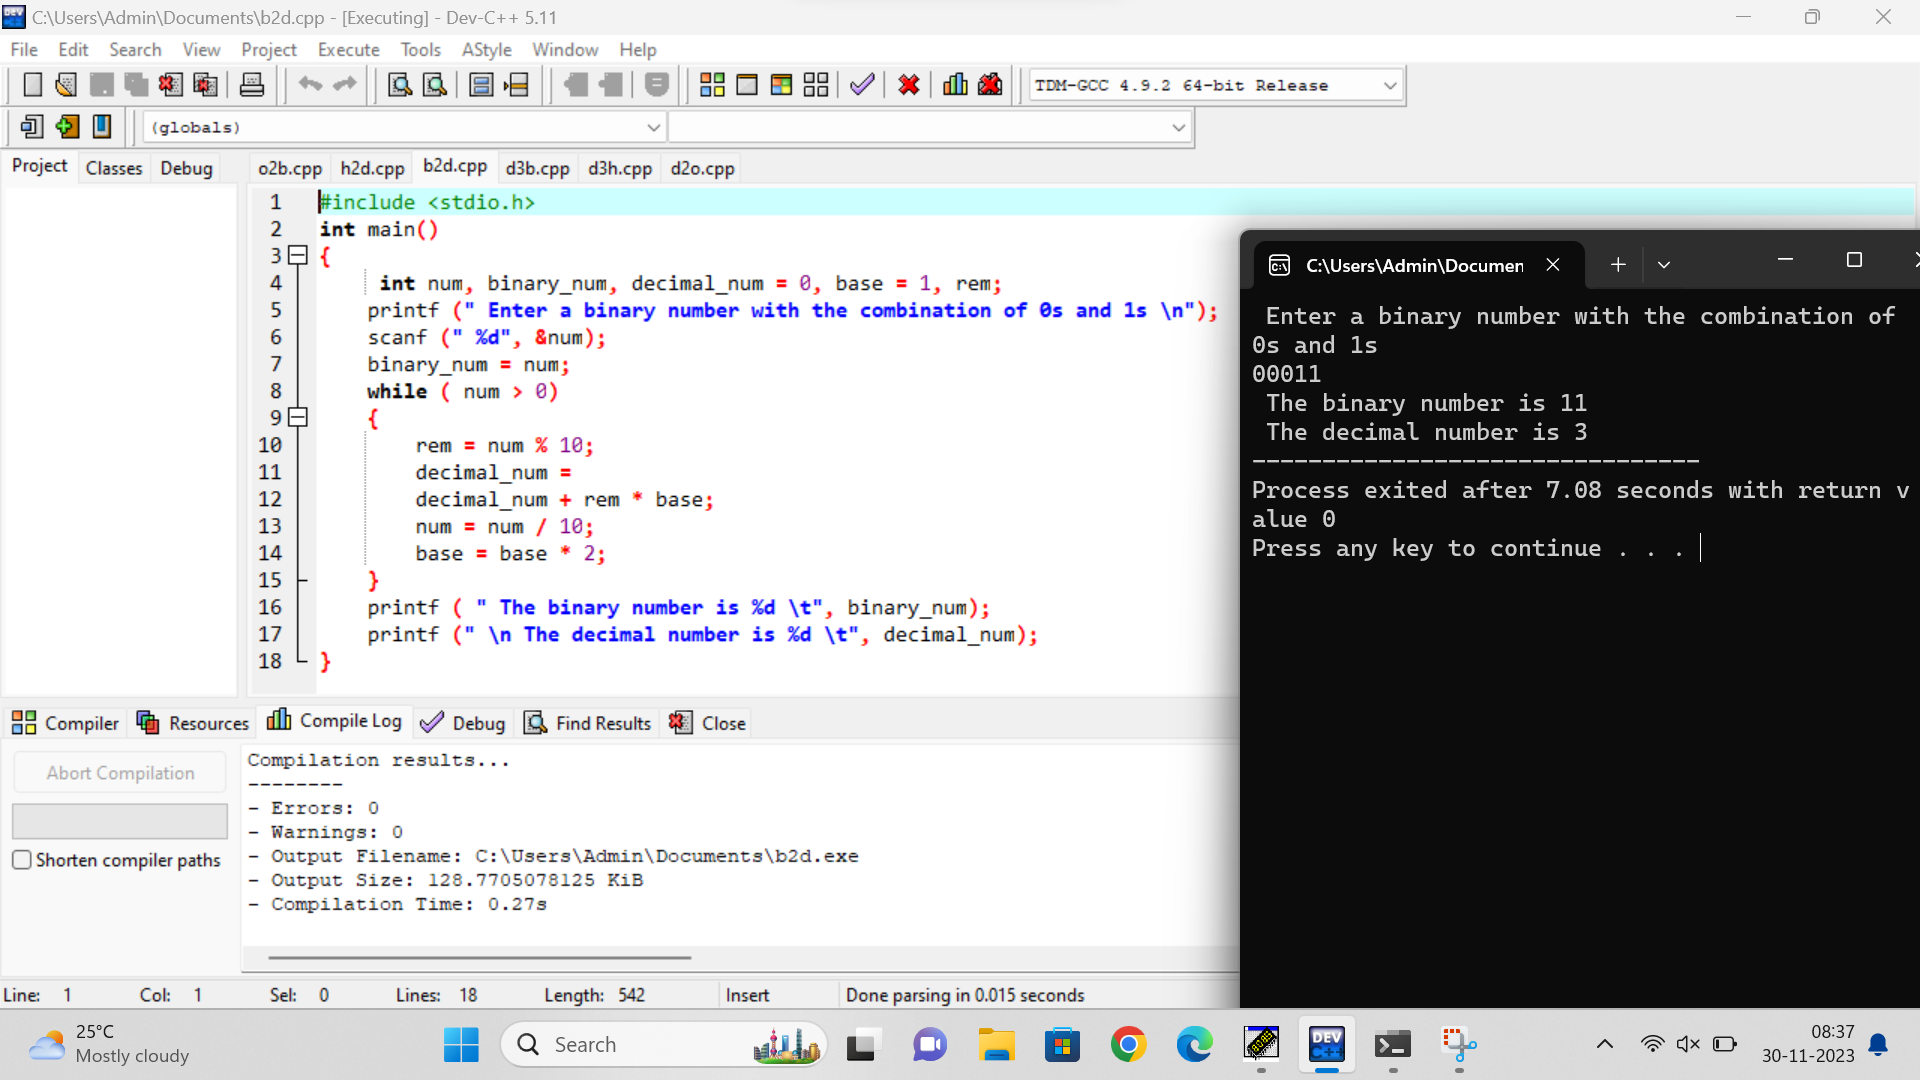 C:\Users\Admin\Documents\b2d.cpp - [Executing] - Dev-C++ 5.11
File Edit Search View Project Execute Tools AStyle Window Help
TDM-GCC 4.9.2 64-bit Release
(globals)
Project Classes Debug
o2b.cpp h2d.cpp b2d.cpp d3b.cpp d3h.cpp d2o.cpp
1 #include <stdio.h>
2 int main()
3 {
4 int num, binary_num, decimal_num = 0, base = 1, rem;
5 printf (" Enter a binary number with the combination of 0s and 1s \n");
6 scanf (" %d", &num);
7 binary_num = num;
8 while ( num > 0)
9 {
10 rem = num % 10;
11 decimal_num =
12 decimal_num + rem * base;
13 num = num / 10;
14 base = base * 2;
15 }
16 printf ( " The binary number is %d \t", binary_num);
17 printf (" \n The decimal number is %d \t", decimal_num);
18 }
C:\Users\Admin\Documen
Enter a binary number with the combination of
0s and 1s
00011
The binary number is 11
The decimal number is 3
--------------------------------
Process exited after 7.08 seconds with return v
alue 0
Press any key to continue . . .
Compiler Resources Compile Log Debug Find Results Close
Abort Compilation
Shorten compiler paths
Compilation results...
--------
- Errors: 0
- Warnings: 0
- Output Filename: C:\Users\Admin\Documents\b2d.exe
- Output Size: 128.7705078125 KiB
- Compilation Time: 0.27s
Line: 1 Col: 1 Sel: 0 Lines: 18 Length: 542 Insert Done parsing in 0.015 seconds
25°C
Mostly cloudy
Search
DEV
C++
08:37
30-11-2023